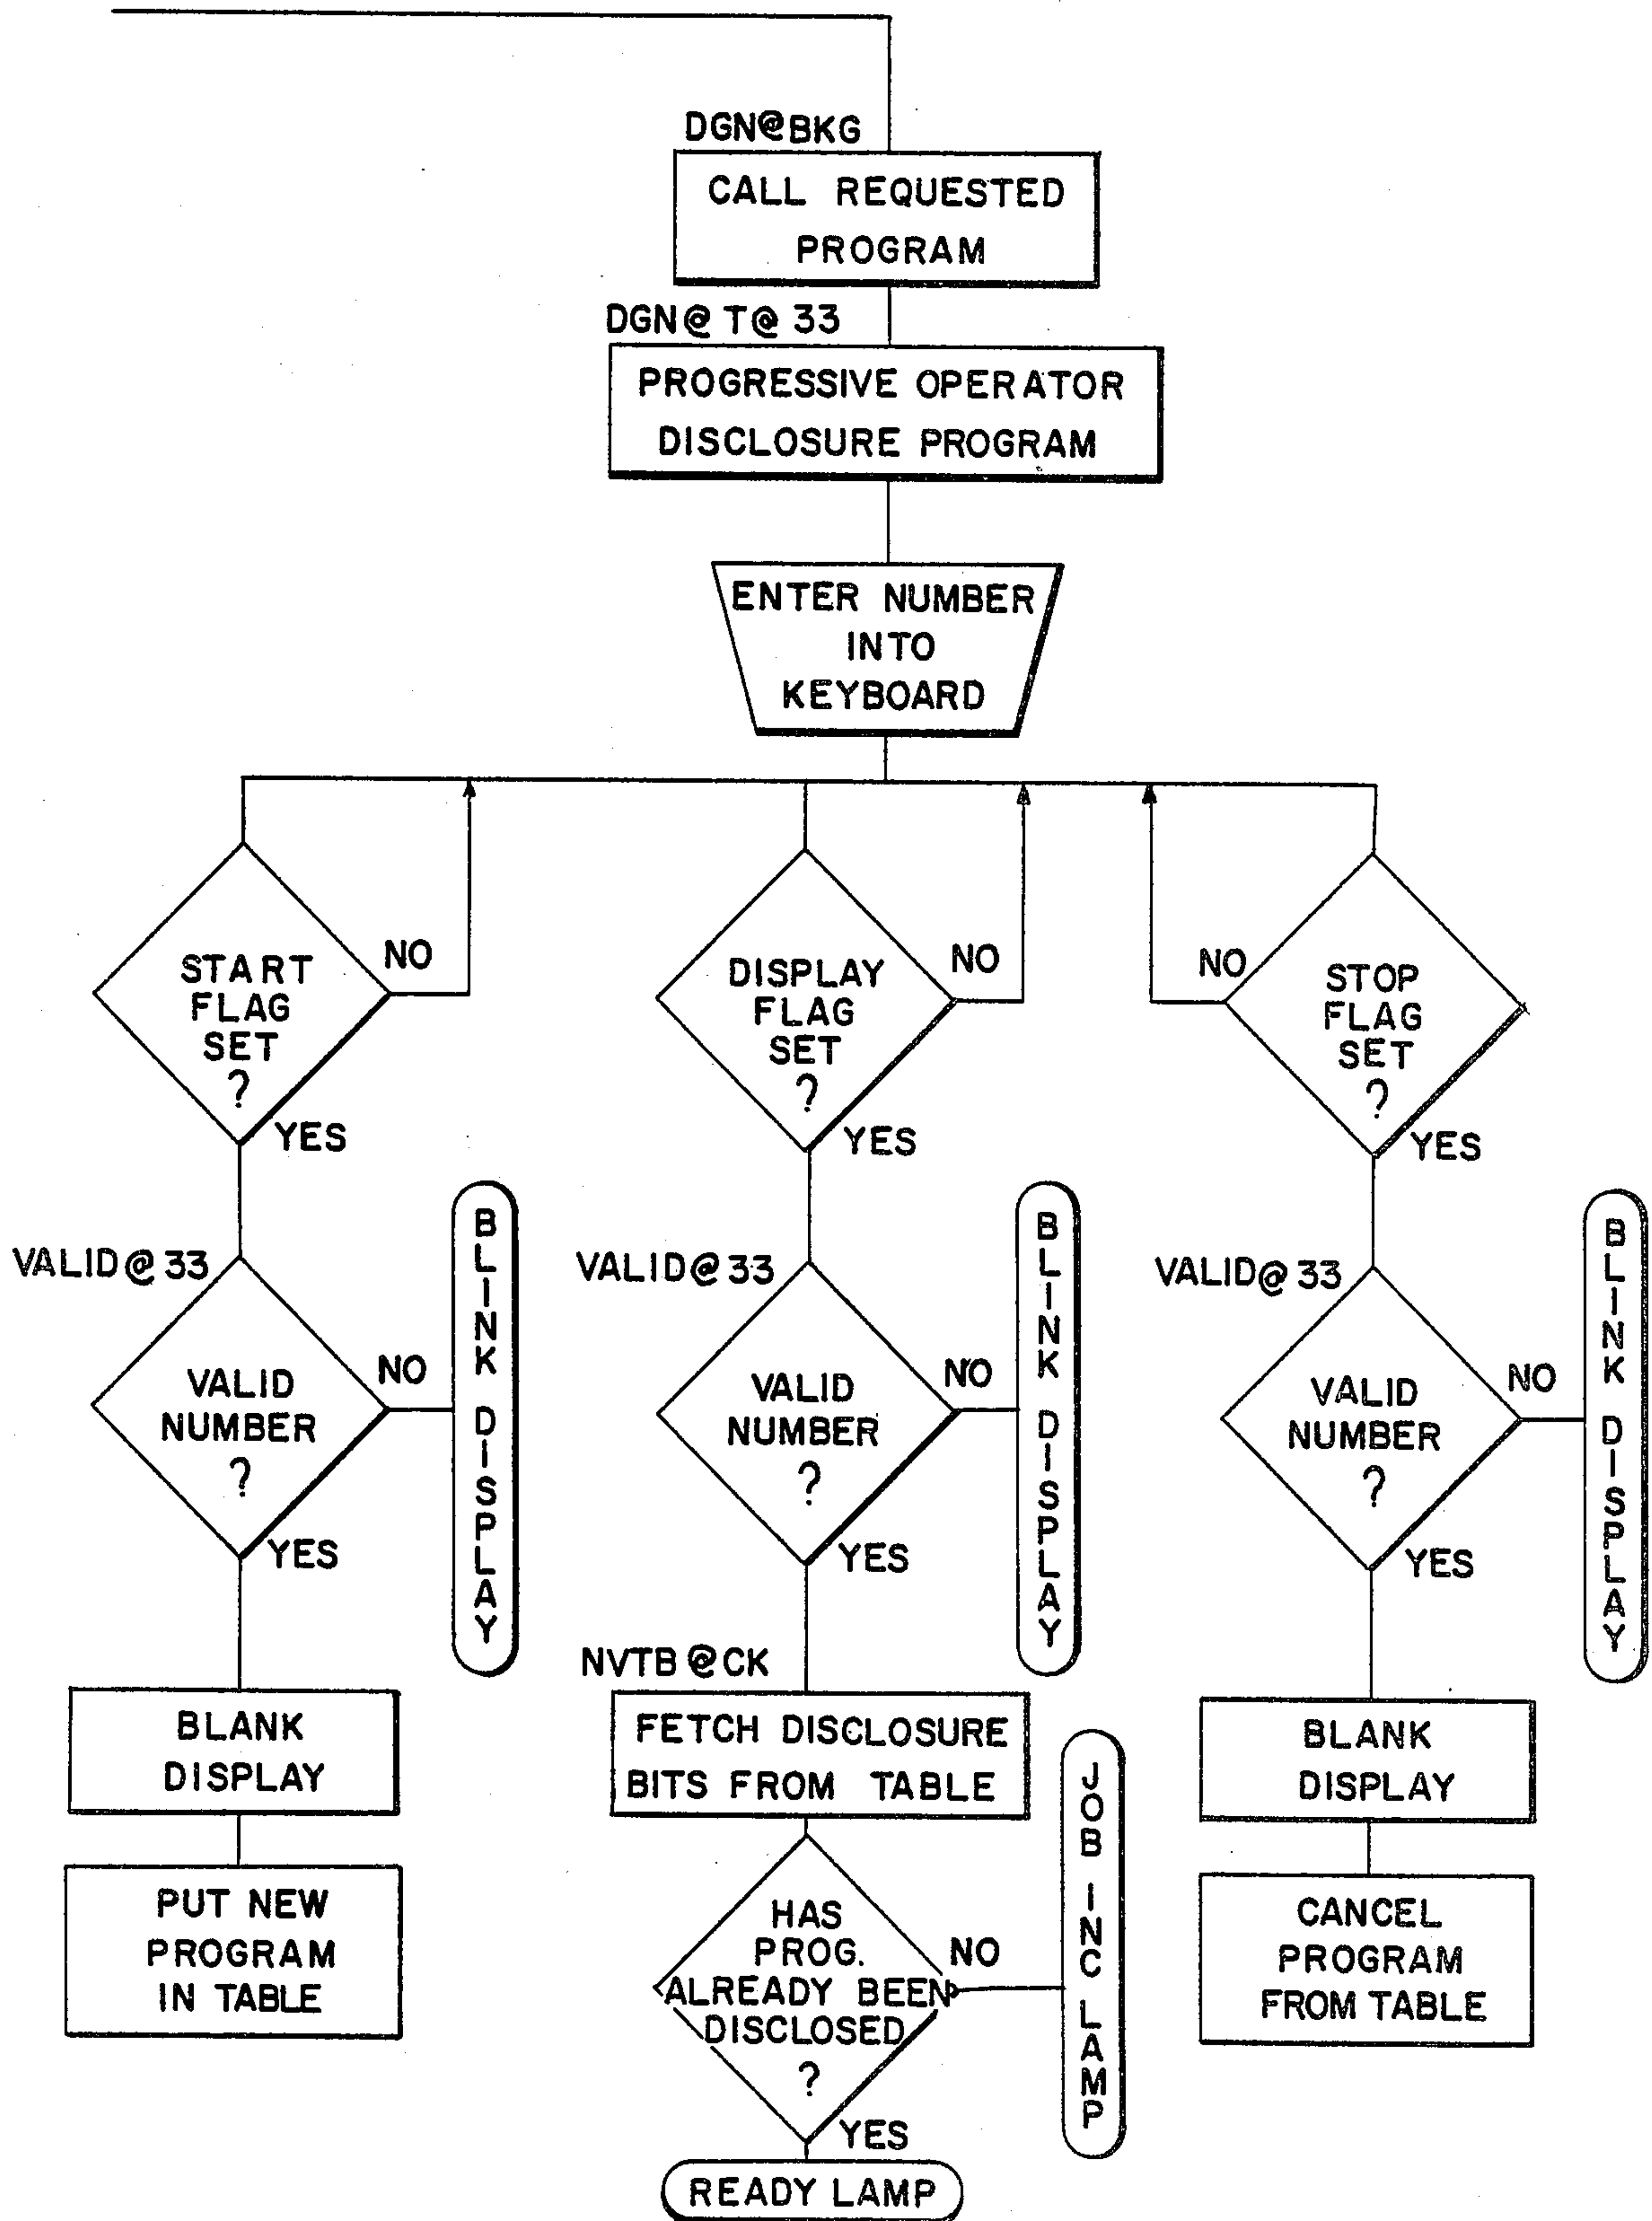 DGN@BKG
CALL REQUESTED
PROGRAM
DGN@T@33
PROGRESSIVE OPERATOR
DISCLOSURE PROGRAM
ENTER NUMBER
INTO
KEYBOARD
START
FLAG
SET
?
NO
YES
DISPLAY
FLAG
SET
?
NO
YES
NO
STOP
FLAG
SET
?
YES
VALID@33
VALID
NUMBER
?
NO
YES
BLINK DISPLAY
VALID@33
VALID
NUMBER
?
NO
YES
BLINK DISPLAY
VALID@33
VALID
NUMBER
?
NO
YES
BLINK DISPLAY
BLANK
DISPLAY
PUT NEW
PROGRAM
IN TABLE
NVTB@CK
FETCH DISCLOSURE
BITS FROM TABLE
HAS
PROG.
ALREADY BEEN
DISCLOSED
?
NO
JOB INC LAMP
YES
READY LAMP
BLANK
DISPLAY
CANCEL
PROGRAM
FROM TABLE